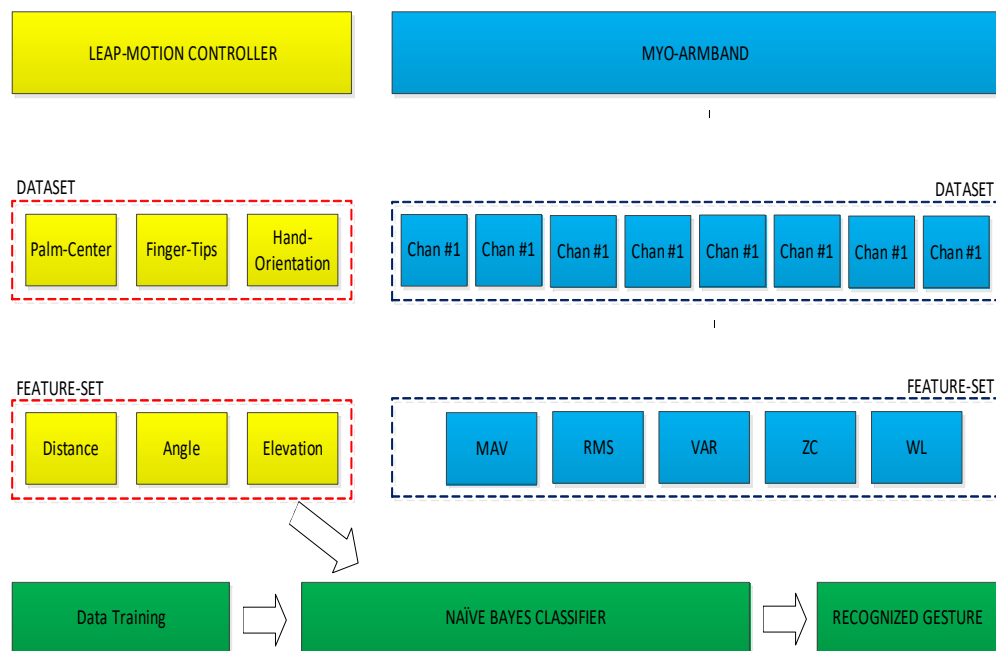 LEAP-MOTION CONTROLLER
MYO-ARMBAND
DATASET
DATASET
Palm-Center
Finger-Tips
Hand-
Orientation
Chan #1
Chan #1
Chan #1
Chan #1
Chan #1
Chan #1
Chan #1
Chan #1
FEATURE-SET
FEATURE-SET
Distance
Angle
Elevation
MAV
RMS
VAR
ZC
WL
Data Training
NAÏVE BAYES CLASSIFIER
RECOGNIZED GESTURE